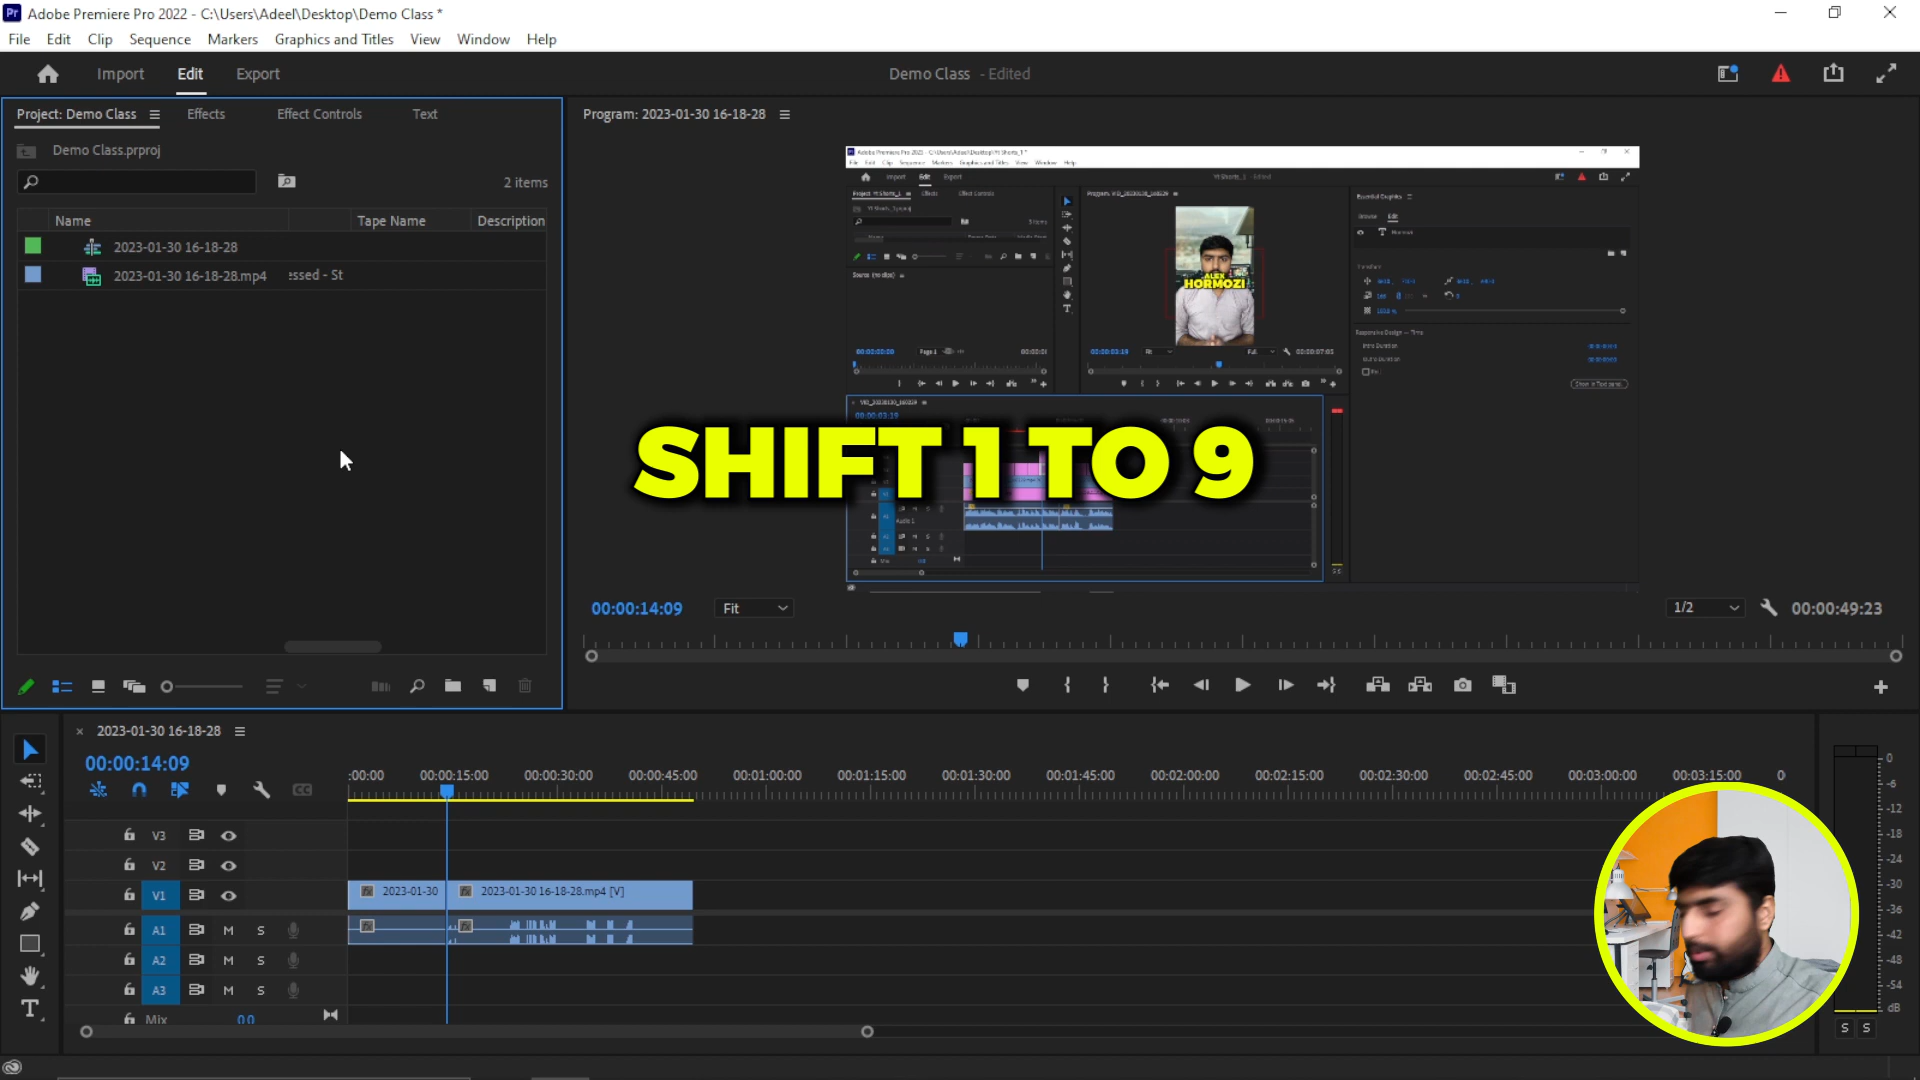 Adobe Premiere Pro 2022 - C:\Users\Adeel\Desktop\Demo Class *
File Edit Clip Sequence Markers Graphics and Titles View Window Help
Import Edit Export
Demo Class - Edited
Project: Demo Class Effects Effect Controls Text
Demo Class.prproj
2 items
Name Tape Name Description
2023-01-30 16-18-28
2023-01-30 16-18-28.mp4 essed - St
Program: 2023-01-30 16-18-28
Import Edit Export
ALEX
HORMOZI
SHIFT 1 TO 9
00:00:14:09 Fit 1/2 00:00:49:23
× 2023-01-30 16-18-28
00:00:14:09
:00:00 00:00:15:00 00:00:30:00 00:00:45:00 00:01:00:00 00:01:15:00 00:01:30:00 00:01:45:00 00:02:00:00 00:02:15:00 00:02:30:00 00:02:45:00 00:03:00:00 00:03:15:00 0
V3
V2
V1 2023-01-30 2023-01-30 16-18-28.mp4 [V]
A1 M S
A2 M S
A3 M S
Mix 0.0
0
-6
-12
-18
-24
-30
-36
-42
-48
-54
dB
S S